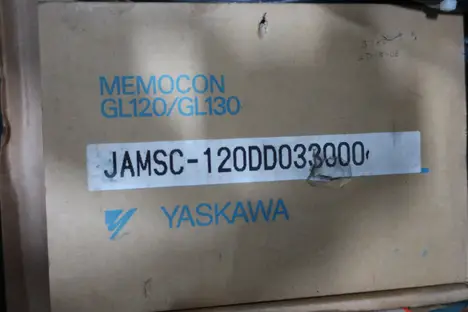 MEMOCON
GL120/GL130
JAMSC-120DD033000
YASKAWA